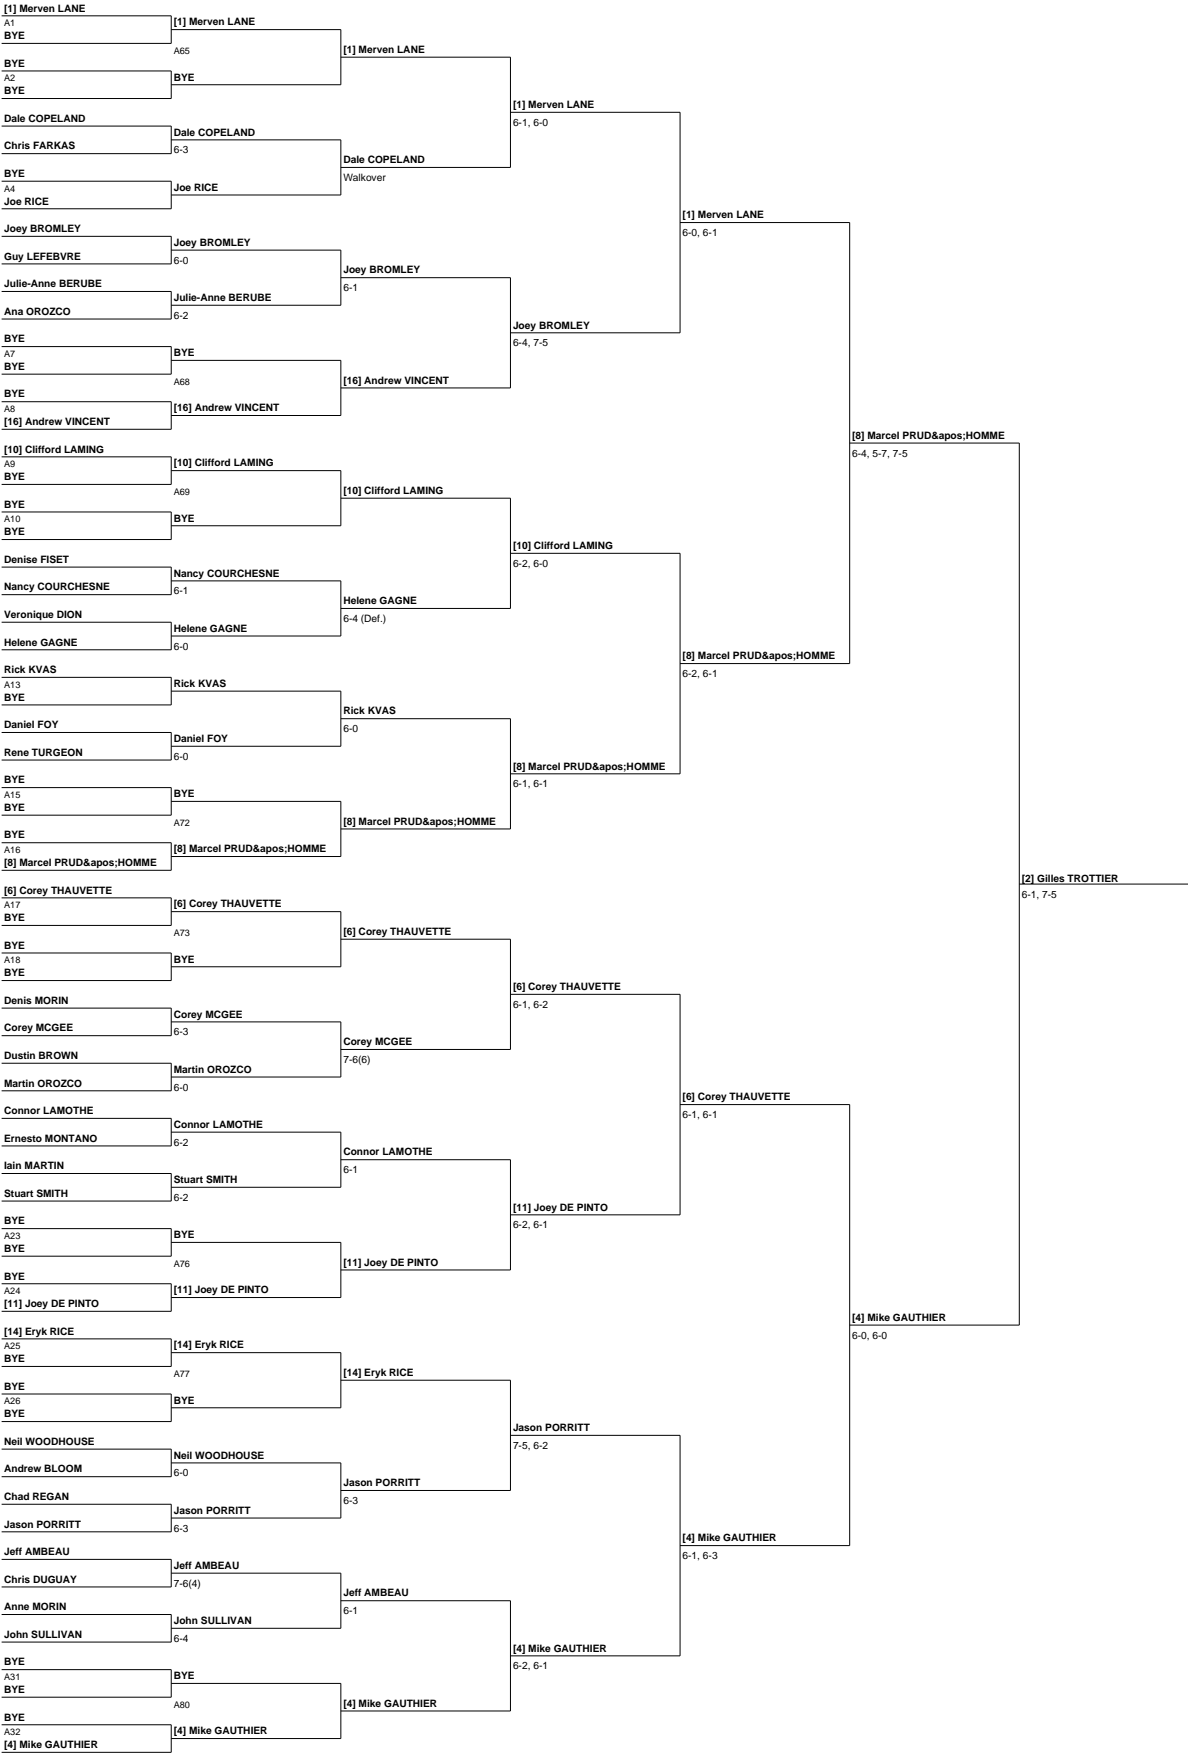 [1] Merven LANE
A1
BYE
[1] Merven LANE
A65
BYE
A2
BYE
BYE
[1] Merven LANE
Dale COPELAND
Chris FARKAS
Dale COPELAND
6-3
BYE
A4
Joe RICE
Joe RICE
Dale COPELAND
Walkover
[1] Merven LANE
6-1, 6-0
Joey BROMLEY
Guy LEFEBVRE
Joey BROMLEY
6-0
Julie-Anne BERUBE
Ana OROZCO
Julie-Anne BERUBE
6-2
Joey BROMLEY
6-1
BYE
A7
BYE
BYE
A68
BYE
A8
[16] Andrew VINCENT
[16] Andrew VINCENT
[16] Andrew VINCENT
Joey BROMLEY
6-4, 7-5
[1] Merven LANE
6-0, 6-1
[10] Clifford LAMING
A9
BYE
[10] Clifford LAMING
A69
BYE
A10
BYE
BYE
[10] Clifford LAMING
Denise FISET
Nancy COURCHESNE
Nancy COURCHESNE
6-1
Veronique DION
Helene GAGNE
Helene GAGNE
6-0
Helene GAGNE
6-4 (Def.)
[10] Clifford LAMING
6-2, 6-0
Rick KVAS
A13
BYE
Rick KVAS
Daniel FOY
Rene TURGEON
Daniel FOY
6-0
Rick KVAS
6-0
BYE
A15
BYE
BYE
A72
BYE
A16
[8] Marcel PRUD&apos;HOMME
[8] Marcel PRUD&apos;HOMME
[8] Marcel PRUD&apos;HOMME
[8] Marcel PRUD&apos;HOMME
6-1, 6-1
[8] Marcel PRUD&apos;HOMME
6-2, 6-1
[8] Marcel PRUD&apos;HOMME
6-4, 5-7, 7-5
[6] Corey THAUVETTE
A17
BYE
[6] Corey THAUVETTE
A73
BYE
A18
BYE
BYE
[6] Corey THAUVETTE
Denis MORIN
Corey MCGEE
Corey MCGEE
6-3
Dustin BROWN
Martin OROZCO
Martin OROZCO
6-0
Corey MCGEE
7-6(6)
[6] Corey THAUVETTE
6-1, 6-2
Connor LAMOTHE
Ernesto MONTANO
Connor LAMOTHE
6-2
Iain MARTIN
Stuart SMITH
Stuart SMITH
6-2
Connor LAMOTHE
6-1
BYE
A23
BYE
BYE
A76
BYE
A24
[11] Joey DE PINTO
[11] Joey DE PINTO
[11] Joey DE PINTO
[11] Joey DE PINTO
6-2, 6-1
[6] Corey THAUVETTE
6-1, 6-1
[14] Eryk RICE
A25
BYE
[14] Eryk RICE
A77
BYE
A26
BYE
BYE
[14] Eryk RICE
Neil WOODHOUSE
Andrew BLOOM
Neil WOODHOUSE
6-0
Chad REGAN
Jason PORRITT
Jason PORRITT
6-3
Jason PORRITT
6-3
Jason PORRITT
7-5, 6-2
Jeff AMBEAU
Chris DUGUAY
Jeff AMBEAU
7-6(4)
Anne MORIN
John SULLIVAN
John SULLIVAN
6-4
Jeff AMBEAU
6-1
BYE
A31
BYE
BYE
A80
BYE
A32
[4] Mike GAUTHIER
[4] Mike GAUTHIER
[4] Mike GAUTHIER
[4] Mike GAUTHIER
6-2, 6-1
[4] Mike GAUTHIER
6-1, 6-3
[4] Mike GAUTHIER
6-0, 6-0
[2] Gilles TROTTIER
6-1, 7-5